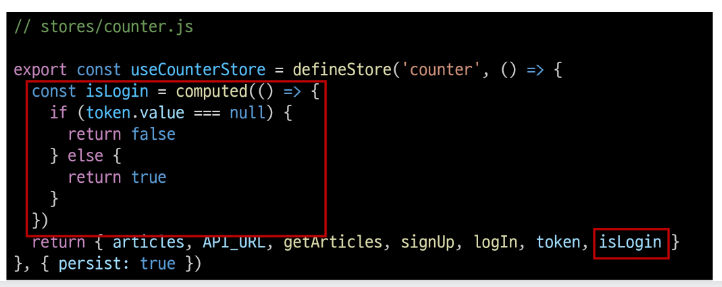 // stores/counter.js
export const useCounterStore = defineStore('counter', () => {
const isLogin = computed(() => {
if (token.value === null) {
return false
} else {
return true
}
})
return { articles, API_URL, getArticles, signUp, logIn, token, isLogin }
}, { persist: true })